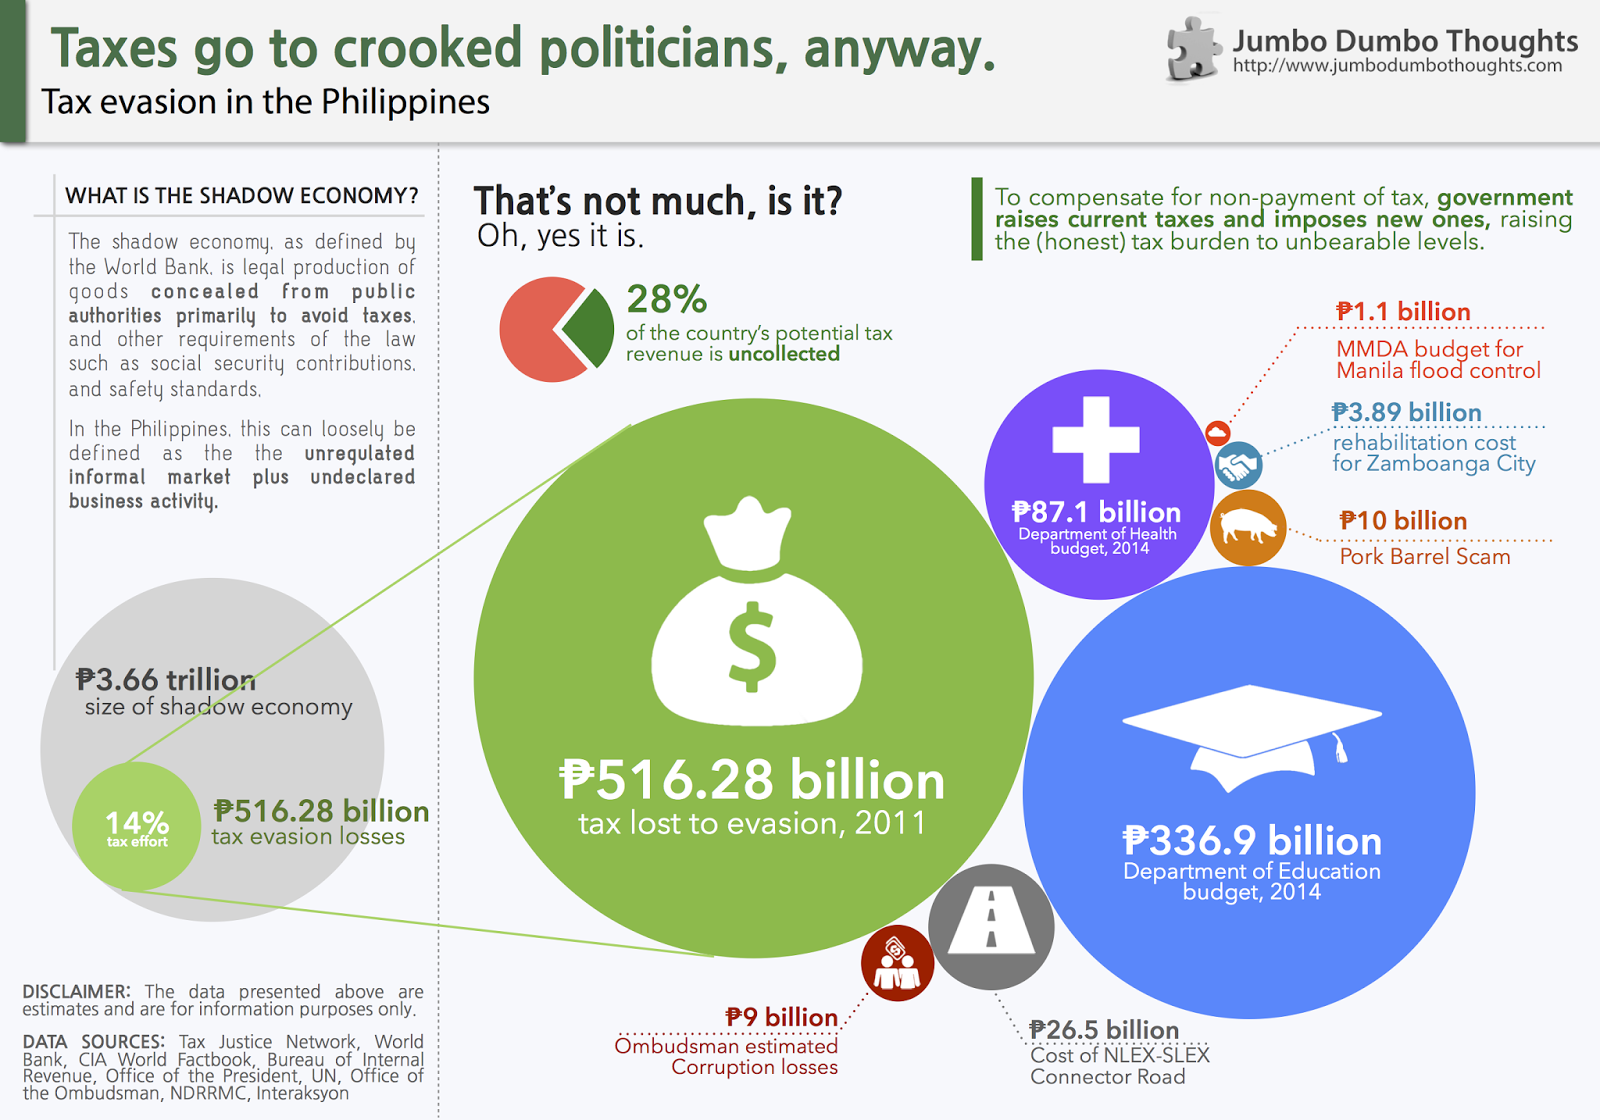 Taxes go to crooked politicians, anyway.
Tax evasion in the Philippines
Jumbo Dumbo Thoughts
http://www.jumbodumbothoughts.com
WHAT IS THE SHADOW ECONOMY?
The shadow economy, as defined by
the World Bank, is legal production of
goods concealed from public
authorities primarily to avoid taxes,
and other requirements of the law
such as social security contributions,
and safety standards.
In the Philippines, this can loosely be
defined as the the unregulated
informal market plus undeclared
business activity.
₱3.66 trillion
size of shadow economy
14%
tax effort
₱516.28 billion
tax evasion losses
DISCLAIMER: The data presented above are
estimates and are for information purposes only.
DATA SOURCES: Tax Justice Network, World
Bank, CIA World Factbook, Bureau of Internal
Revenue, Office of the President, UN, Office of
the Ombudsman, NDRRMC, Interaksyon
That's not much, is it?
Oh, yes it is.
28%
of the country's potential tax
revenue is uncollected
To compensate for non-payment of tax, government
raises current taxes and imposes new ones, raising
the (honest) tax burden to unbearable levels.
₱1.1 billion
MMDA budget for
Manila flood control
₱3.89 billion
rehabilitation cost
for Zamboanga City
₱10 billion
Pork Barrel Scam
₱87.1 billion
Department of Health
budget, 2014
$
₱516.28 billion
tax lost to evasion, 2011
₱336.9 billion
Department of Education
budget, 2014
₱9 billion
Ombudsman estimated
Corruption losses
₱26.5 billion
Cost of NLEX-SLEX
Connector Road